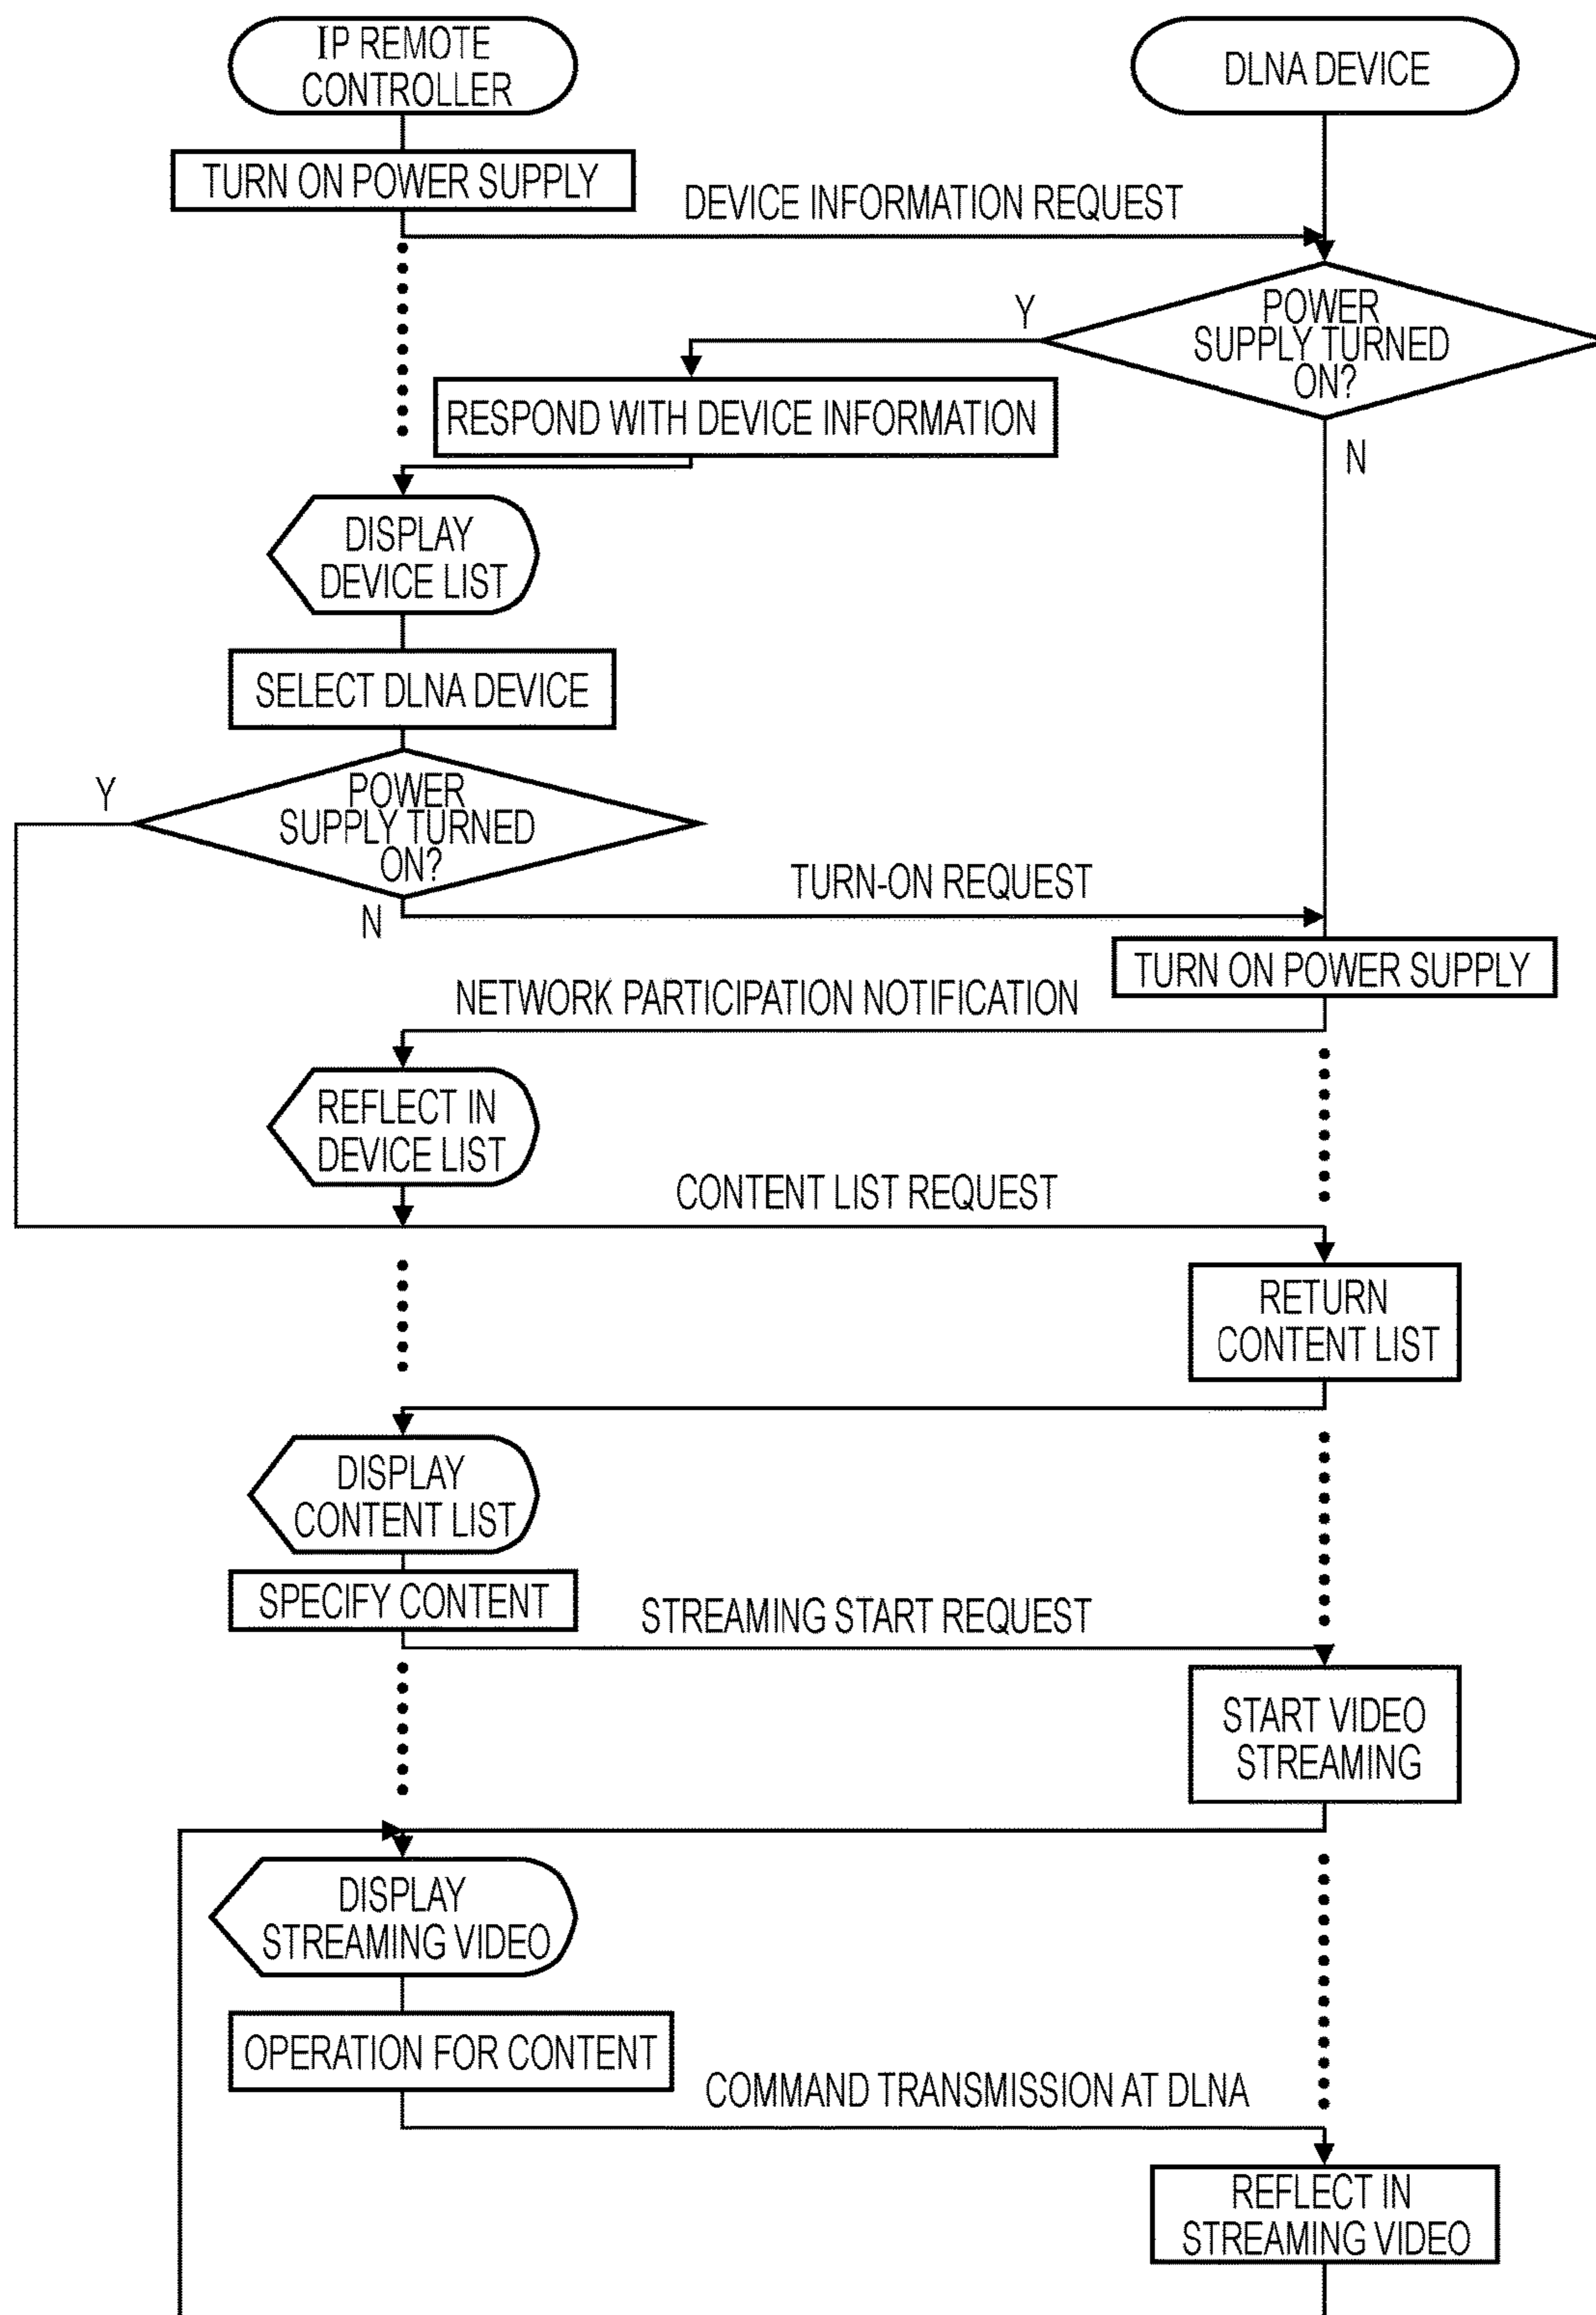 IP REMOTE
CONTROLLER
DLNA DEVICE
TURN ON POWER SUPPLY
DEVICE INFORMATION REQUEST
POWER
SUPPLY TURNED
ON?
Y
N
RESPOND WITH DEVICE INFORMATION
DISPLAY
DEVICE LIST
SELECT DLNA DEVICE
POWER
SUPPLY TURNED
ON?
Y
N
TURN-ON REQUEST
TURN ON POWER SUPPLY
NETWORK PARTICIPATION NOTIFICATION
REFLECT IN
DEVICE LIST
CONTENT LIST REQUEST
RETURN
CONTENT LIST
DISPLAY
CONTENT LIST
SPECIFY CONTENT
STREAMING START REQUEST
START VIDEO
STREAMING
DISPLAY
STREAMING VIDEO
OPERATION FOR CONTENT
COMMAND TRANSMISSION AT DLNA
REFLECT IN
STREAMING VIDEO